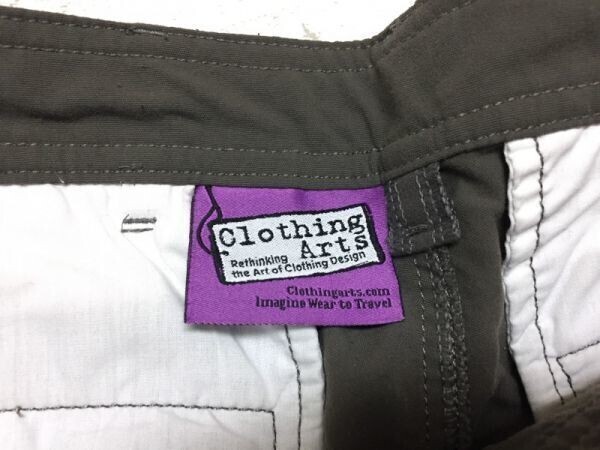 Clothing
Arts
Rethinking
the Art of Clothing Design
Clothingarts.com
Imagine Wear to Travel